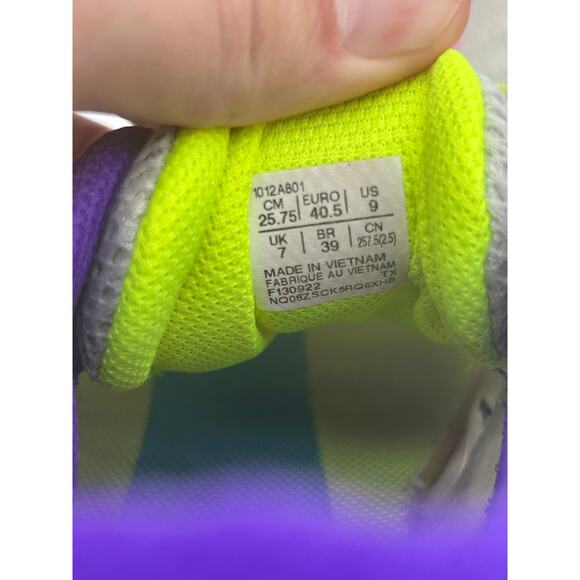 1012A801
CM EURO US
25.75 40.5 9
UK BR CN
7 39 257.5(2.5)
MADE IN VIETNAM
FABRIQUE AU VIETNAM
F130922 TX
NQ08ZSCK5RQ6XHB